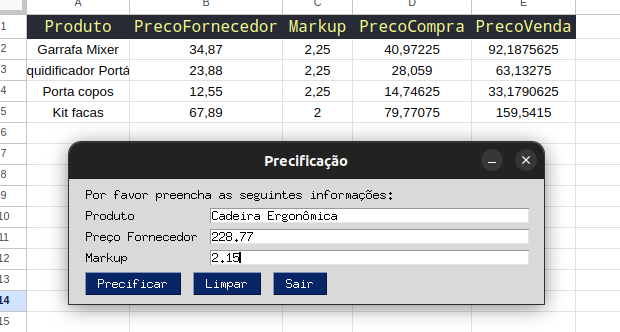 A B C D E
1 Produto PrecoFornecedor Markup PrecoCompra PrecoVenda
2 Garrafa Mixer 34,87 2,25 40,97225 92,1875625
3 quidificador Portá 23,88 2,25 28,059 63,13275
4 Porta copos 12,55 2,25 14,74625 33,1790625
5 Kit facas 67,89 2 79,77075 159,5415
6
7
Precificação
8
9 Por favor preencha as seguintes informações:
10 Produto Cadeira Ergonômica
11 Preço Fornecedor 228.77
12 Markup 2.15
13 Precificar Limpar Sair
14
15